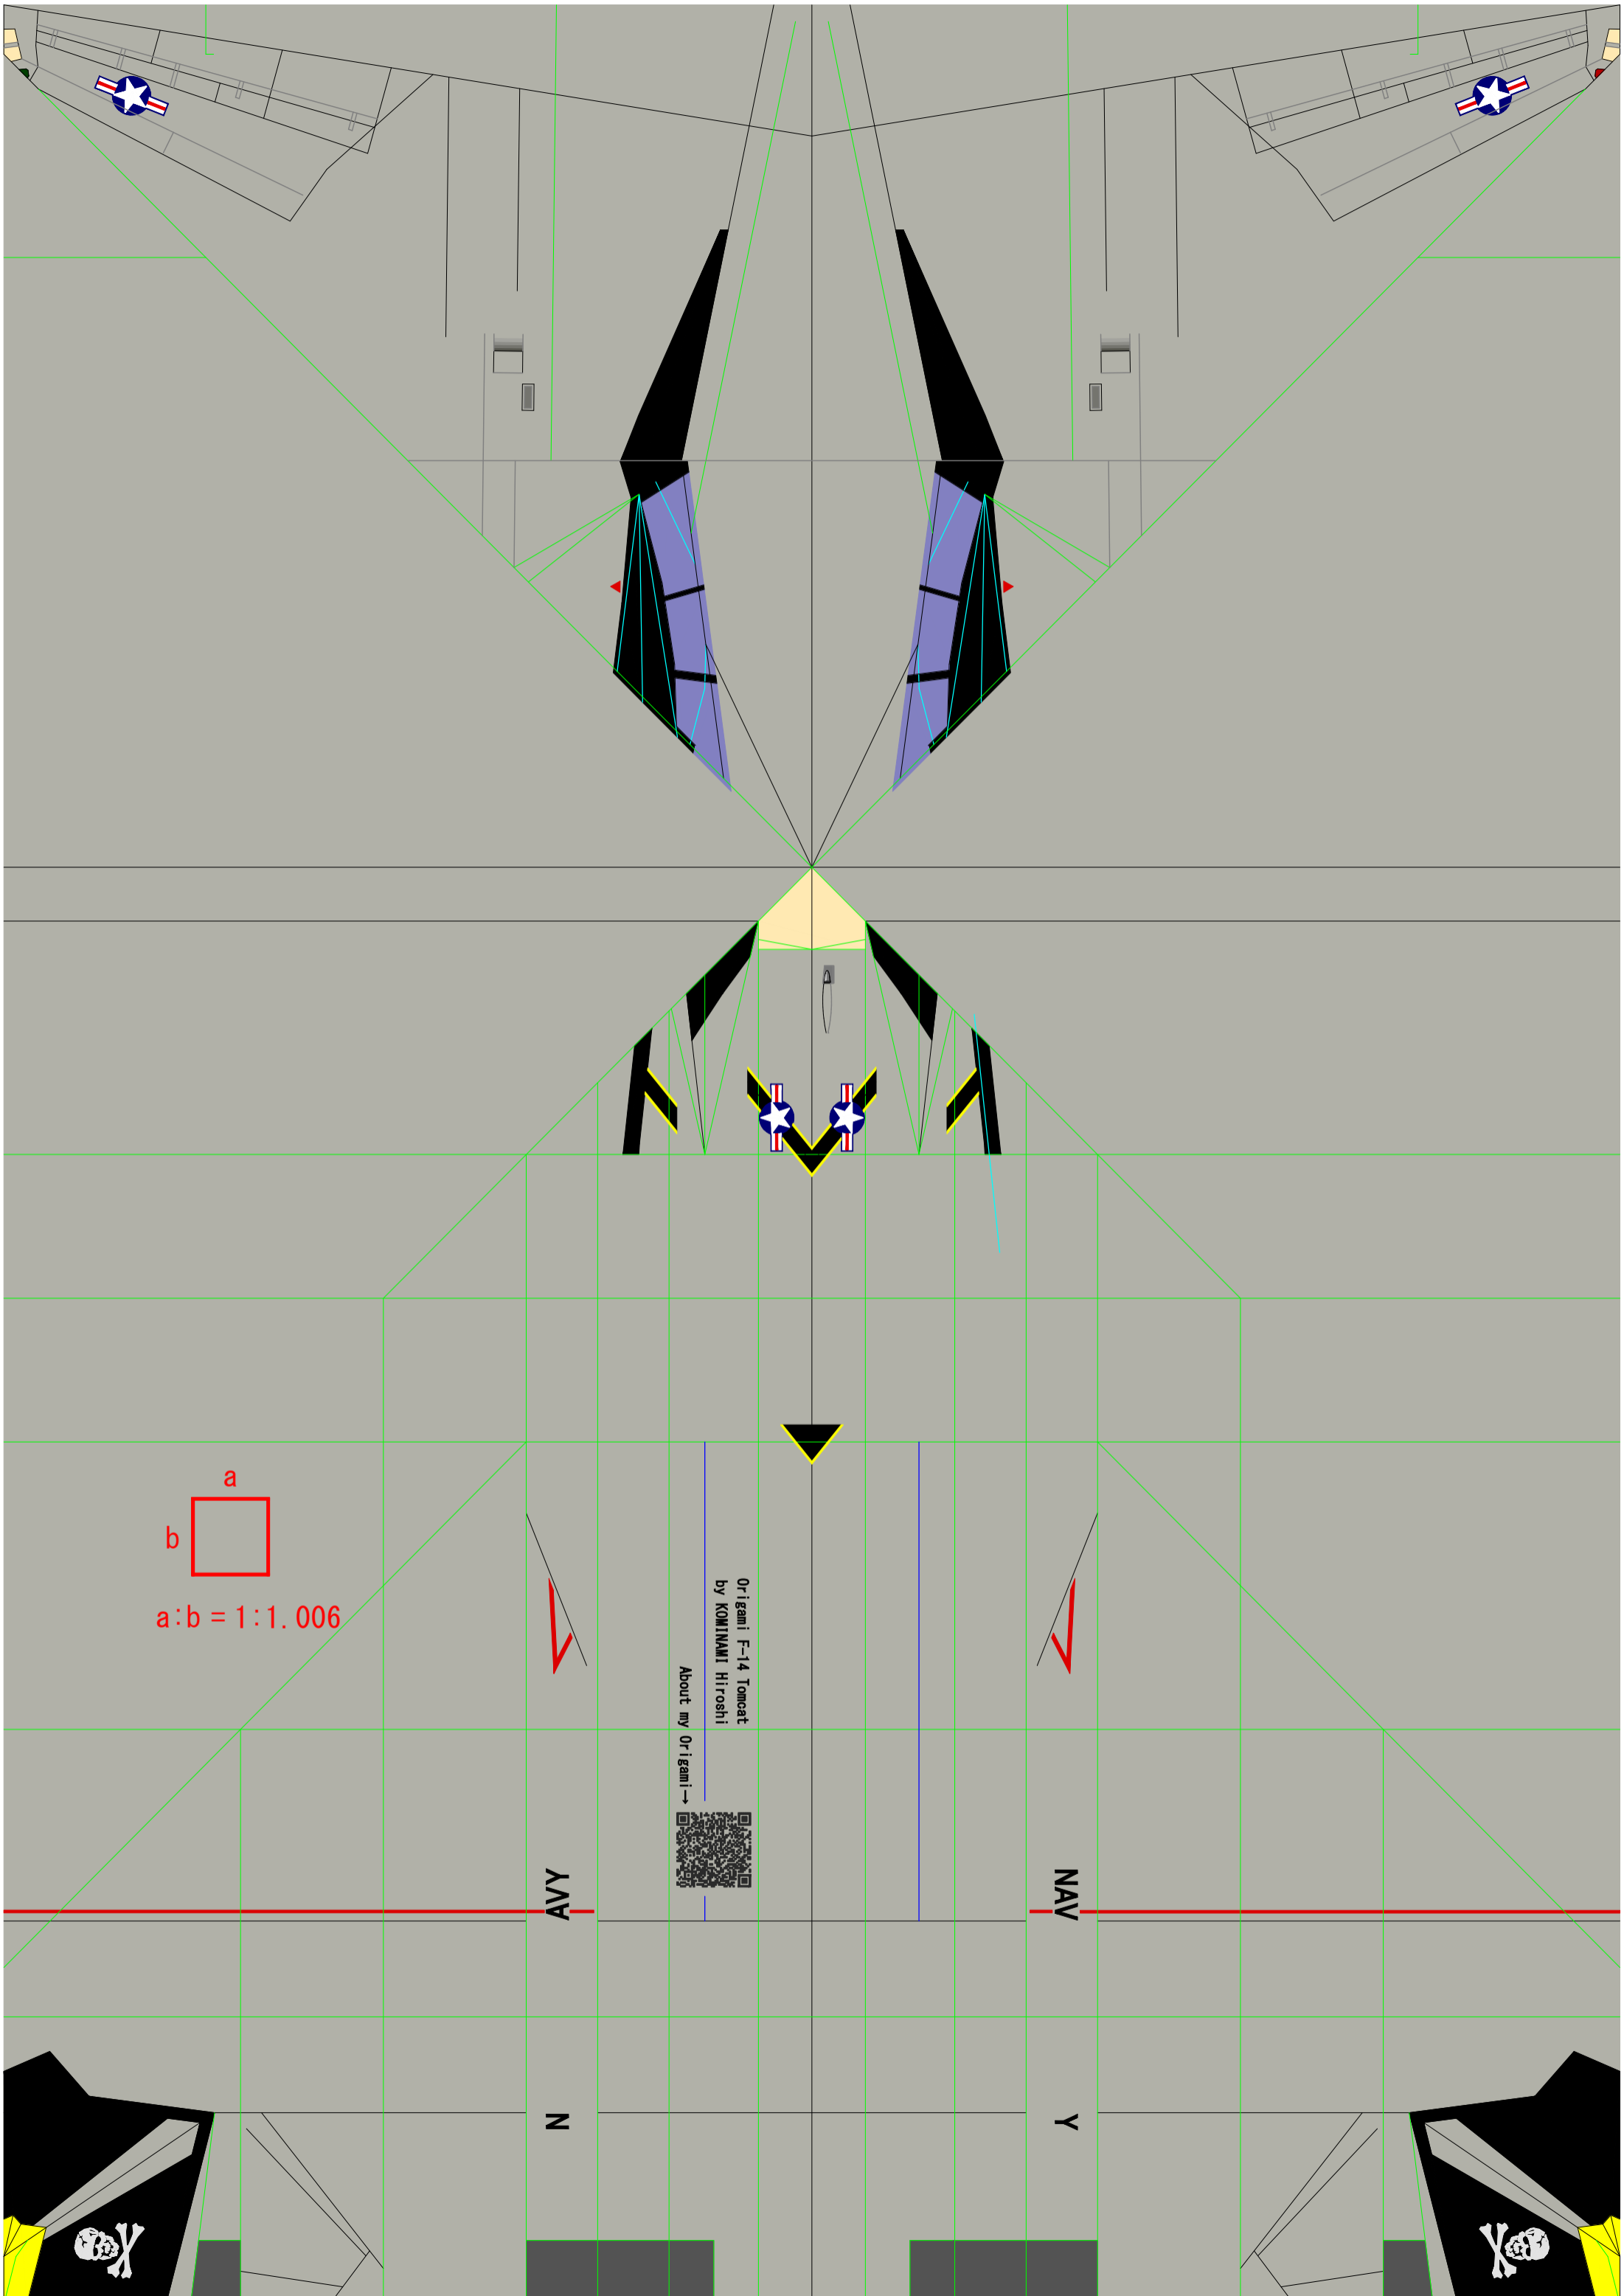 a
b
a:b = 1:1.006
Origami F-14 Tomcat
by KOMINAMI Hiroshi
About my Origami→
AVY
NAV
N
Y